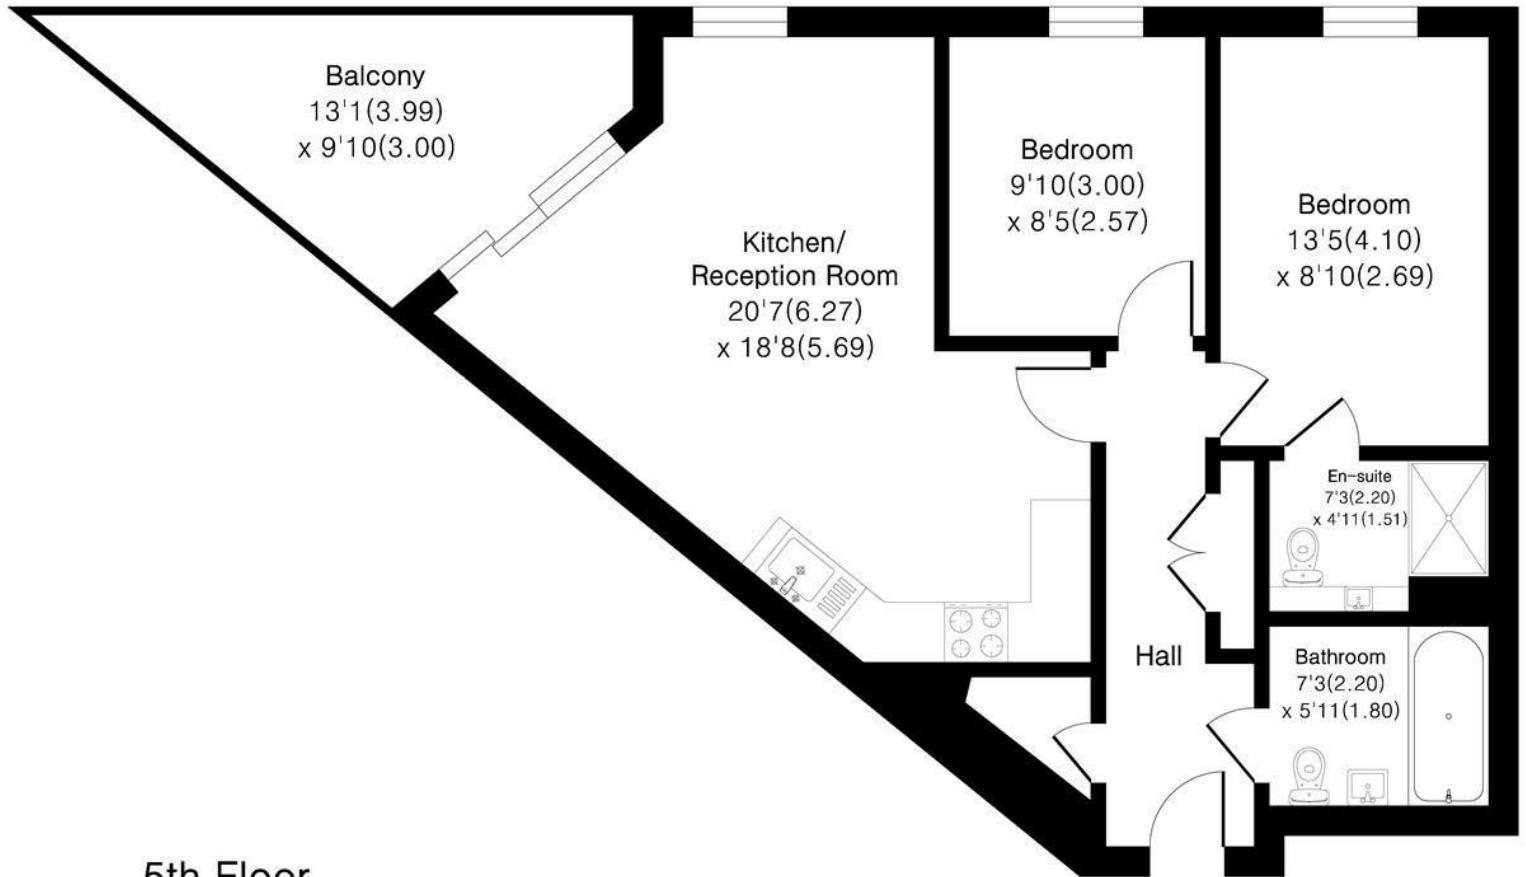 Balcony
13'1(3.99)
x 9'10(3.00)
Kitchen/
Reception Room
20'7(6.27)
x 18'8(5.69)
Bedroom
9'10(3.00)
x 8'5(2.57)
Bedroom
13'5(4.10)
x 8'10(2.69)
En-suite
7'3(2.20)
x 4'11(1.51)
Hall
Bathroom
7'3(2.20)
x 5'11(1.80)
5th Floor